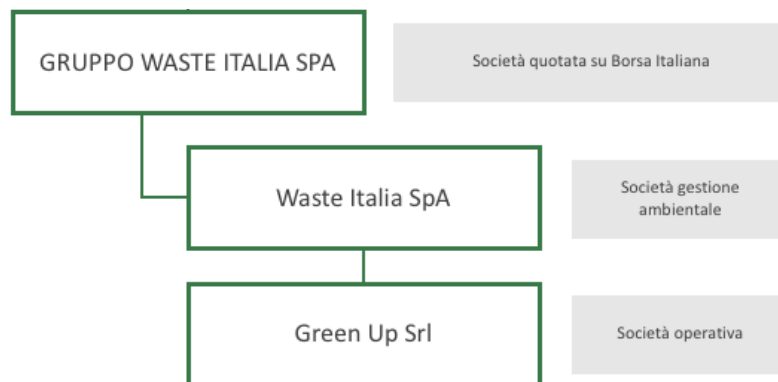 GRUPPO WASTE ITALIA SPA
Società quotata su Borsa Italiana
Waste Italia SpA
Società gestione
ambientale
Green Up Srl
Società operativa